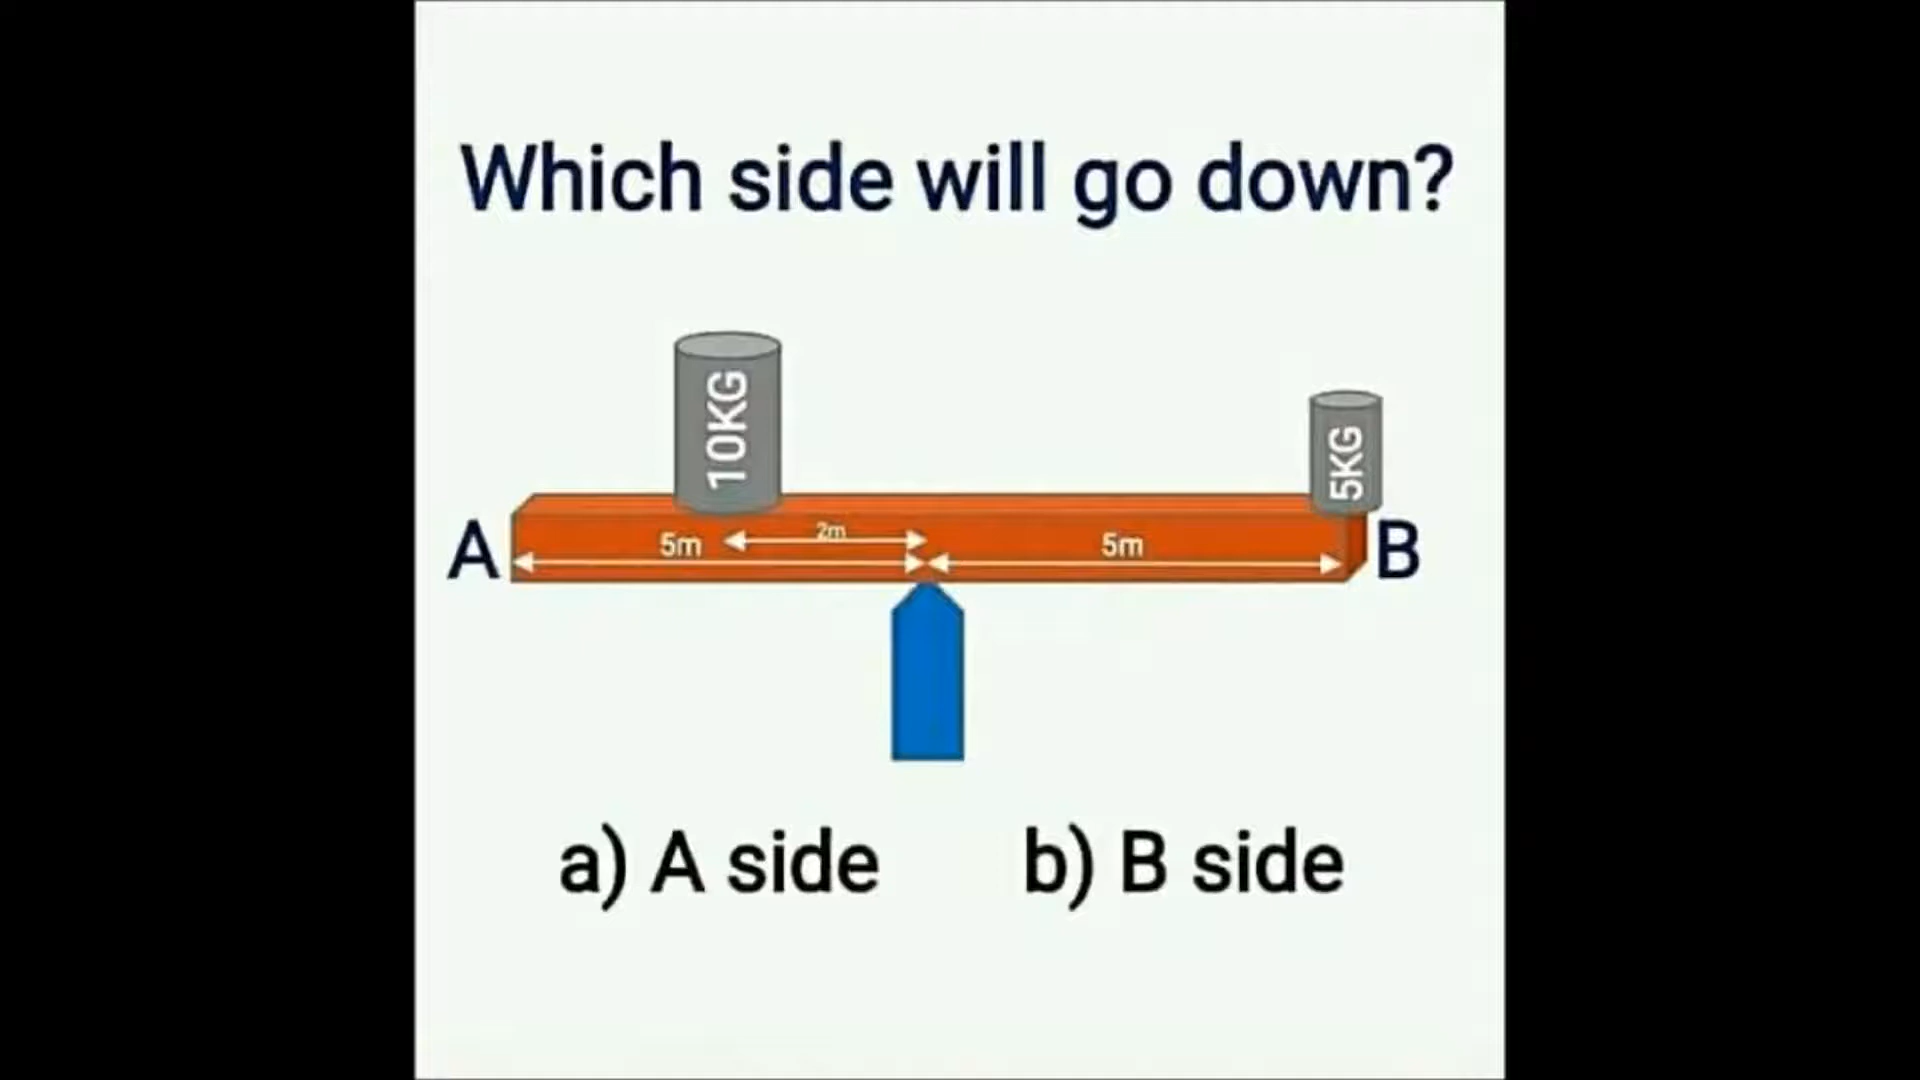 Which side will go down?
10KG
5KG
A
5m
2m
5m
B
a) A side
b) B side